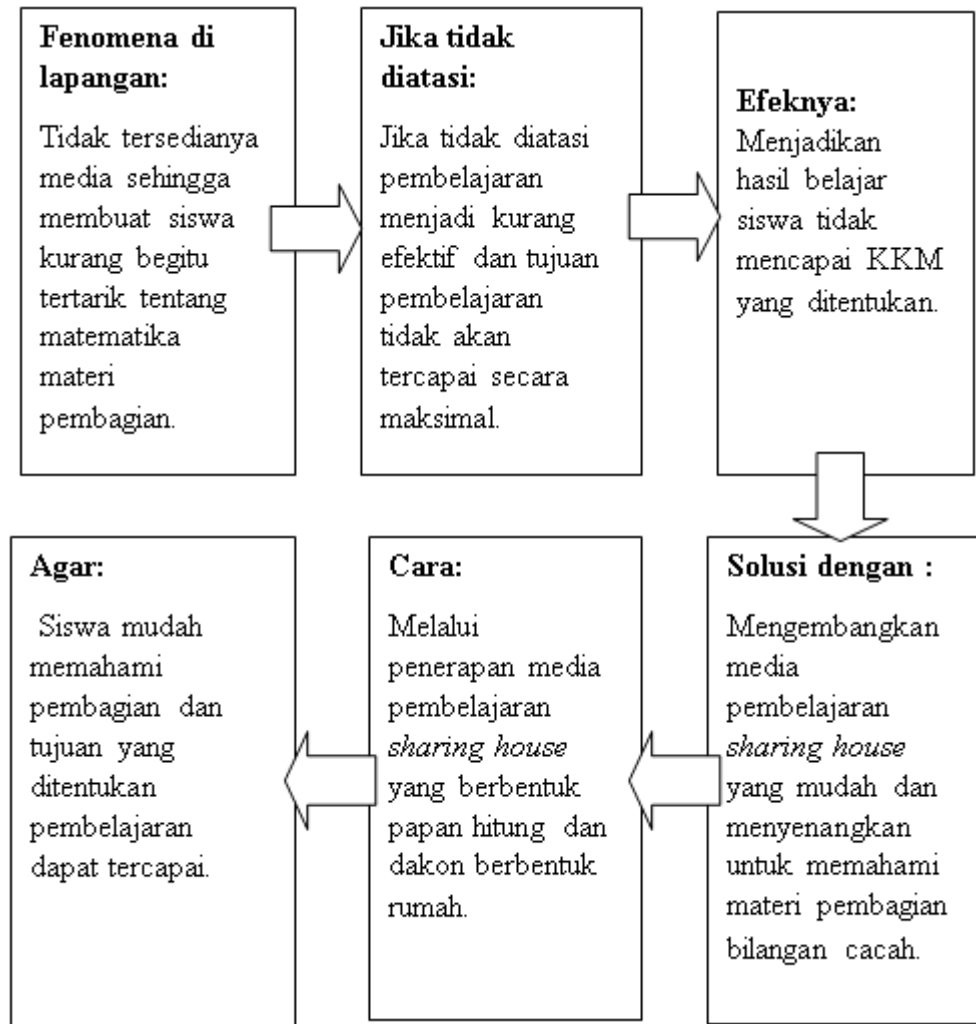 Fenomena di
lapangan:
Tidak tersedianya
media sehingga
membuat siswa
kurang begitu
tertarik tentang
matematika
materi
pembagian.
Jika tidak
diatasi:
Jika tidak diatasi
pembelajaran
menjadi kurang
efektif dan tujuan
pembelajaran
tidak akan
tercapai secara
maksimal.
Efeknya:
Menjadikan
hasil belajar
siswa tidak
mencapai KKM
yang ditentukan.
Solusi dengan :
Mengembangkan
media
pembelajaran
sharing house
yang mudah dan
menyenangkan
untuk memahami
materi pembagian
bilangan cacah.
Cara:
Melalui
penerapan media
pembelajaran
sharing house
yang berbentuk
papan hitung dan
dakon berbentuk
rumah.
Agar:
Siswa mudah
memahami
pembagian dan
tujuan yang
ditentukan
pembelajaran
dapat tercapai.